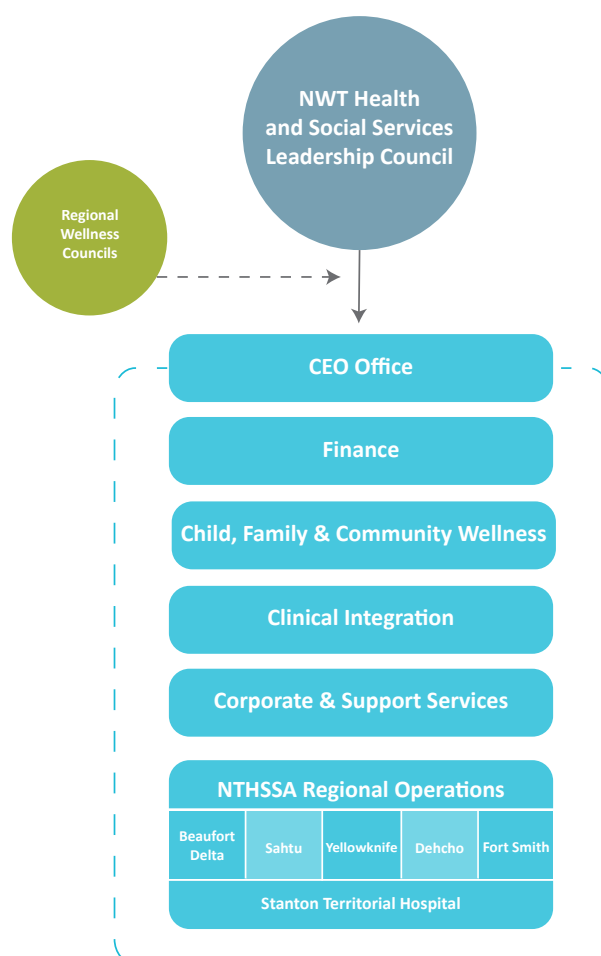 NWT Health
and Social Services
Leadership Council
Regional
Wellness
Councils
CEO Office
Finance
Child, Family & Community Wellness
Clinical Integration
Corporate & Support Services
NTHSSA Regional Operations
Beaufort
Delta
Sahtu
Yellowknife
Dehcho
Fort Smith
Stanton Territorial Hospital